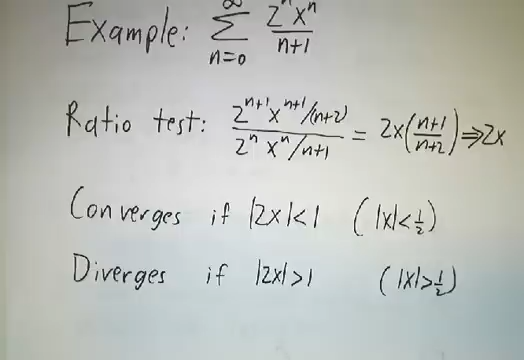 Example: ∞ ∑ n=0 2^n x^n / n+1
Ratio test: 2^{n+1} x^{n+1}/(n+2) / 2^n x^n/n+1 = 2x(n+1/n+2) ⇒ 2x
Converges if |2x|<1 (|x|<1/2)
Diverges if |2x|>1 (|x|>1/2)